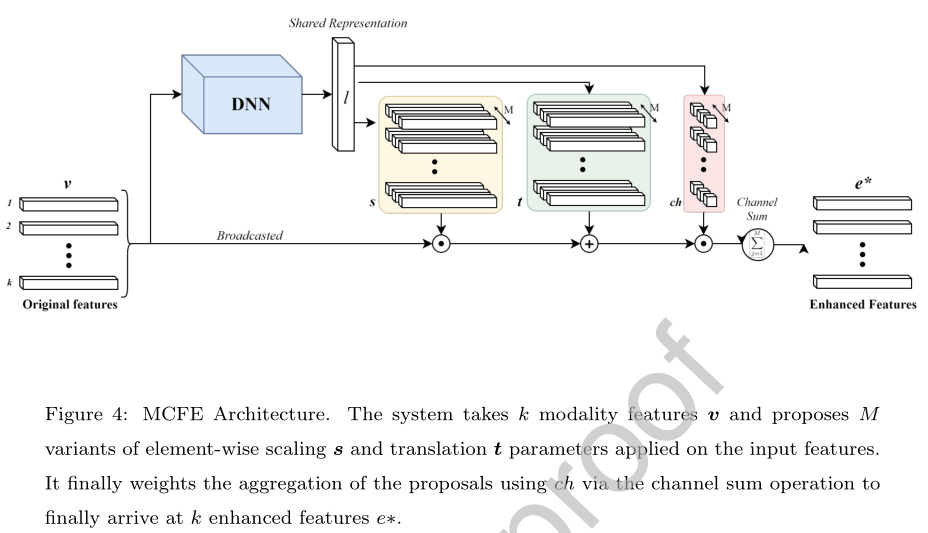 Shared Representation
DNN
l
M
M
M
v
s
t
ch
e*
1
2
k
Broadcasted
Channel
Sum
M
∑
j=1
Original features
Enhanced Features
Figure 4: MCFE Architecture. The system takes k modality features v and proposes M
variants of element-wise scaling s and translation t parameters applied on the input features.
It finally weights the aggregation of the proposals using ch via the channel sum operation to
finally arrive at k enhanced features e*.
proof